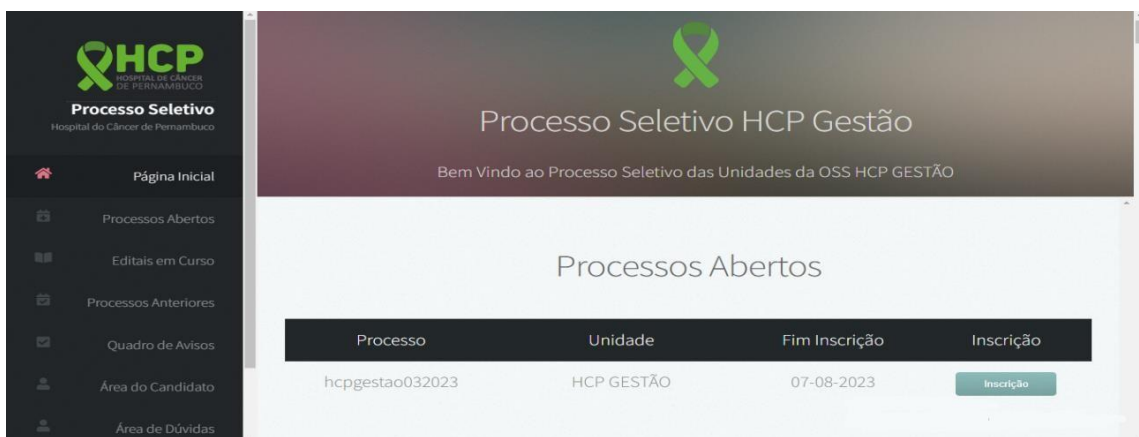 HCP
HOSPITAL DE CÂNCER
DE PERNAMBUCO
Processo Seletivo
Hospital do Câncer de Pernambuco
Página Inicial
Processos Abertos
Editais em Curso
Processos Anteriores
Quadro de Avisos
Área do Candidato
Área de Dúvidas
Processo Seletivo HCP Gestão
Bem Vindo ao Processo Seletivo das Unidades da OSS HCP GESTÃO
Processos Abertos
Processo Unidade Fim Inscrição Inscrição
hcpgestao032023 HCP GESTÃO 07-08-2023 Inscrição